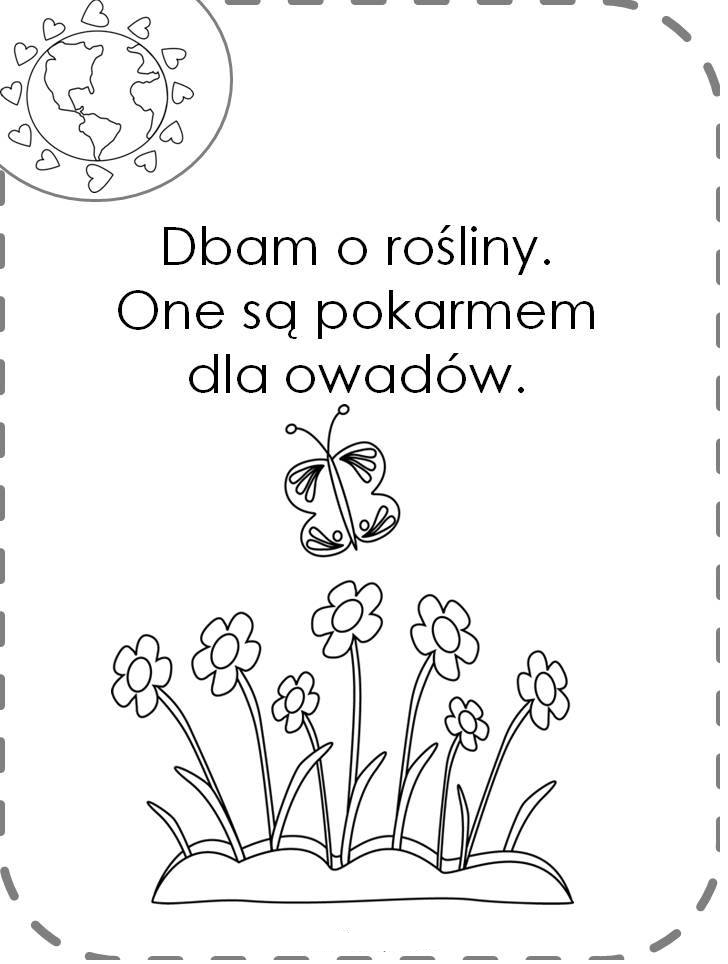 Dbam o rośliny.
One są pokarmem
dla owadów.